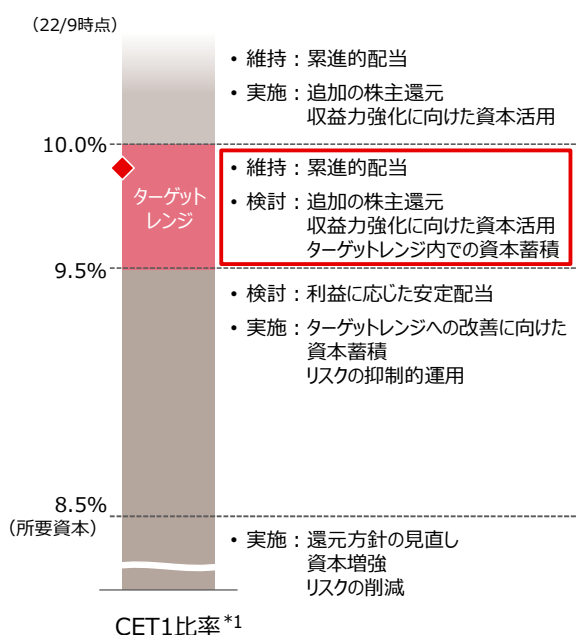 （22/9時点）
• 維持：累進的配当
• 実施：追加の株主還元
収益力強化に向けた資本活用
10.0%
ターゲット
レンジ
• 維持：累進的配当
• 検討：追加の株主還元
収益力強化に向けた資本活用
ターゲットレンジ内での資本蓄積
9.5%
• 検討：利益に応じた安定配当
• 実施：ターゲットレンジへの改善に向けた
資本蓄積
リスクの抑制的運用
8.5%
（所要資本）
• 実施：還元方針の見直し
資本増強
リスクの削減
CET1比率*1